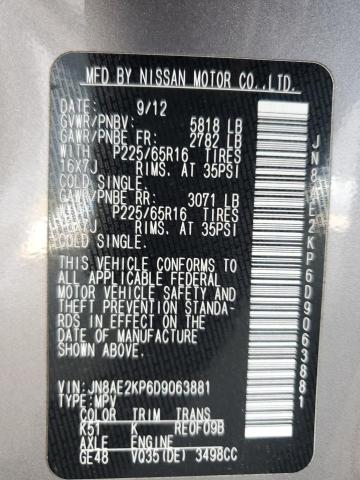 MFD BY NISSAN MOTOR CO.,LTD.
DATE: 9/12
GVWR/PNBV: 5818 LB
GAWR/PNBE FR: 2782 LB
WITH P225/65R16 TIRES
16X7J RIMS. AT 35PSI
COLD SINGLE.
GAWR/PNBE RR: 3071 LB
WITH P225/65R16 TIRES
16X7J RIMS. AT 35PSI
COLD SINGLE.
THIS VEHICLE CONFORMS TO
ALL APPLICABLE FEDERAL
MOTOR VEHICLE SAFETY AND
THEFT PREVENTION STANDA-
RDS IN EFFECT ON THE DATE
OF MFR. SHOWN ABOVE.
VIN: JN8AE2KP6D9063881
TYPE: MPV
COLOR TRIM TRANS
K51 K RE0F09B
AXLE ENGINE
GE48 VQ35(DE) 3498CC
JN8AE2KP6D9063881